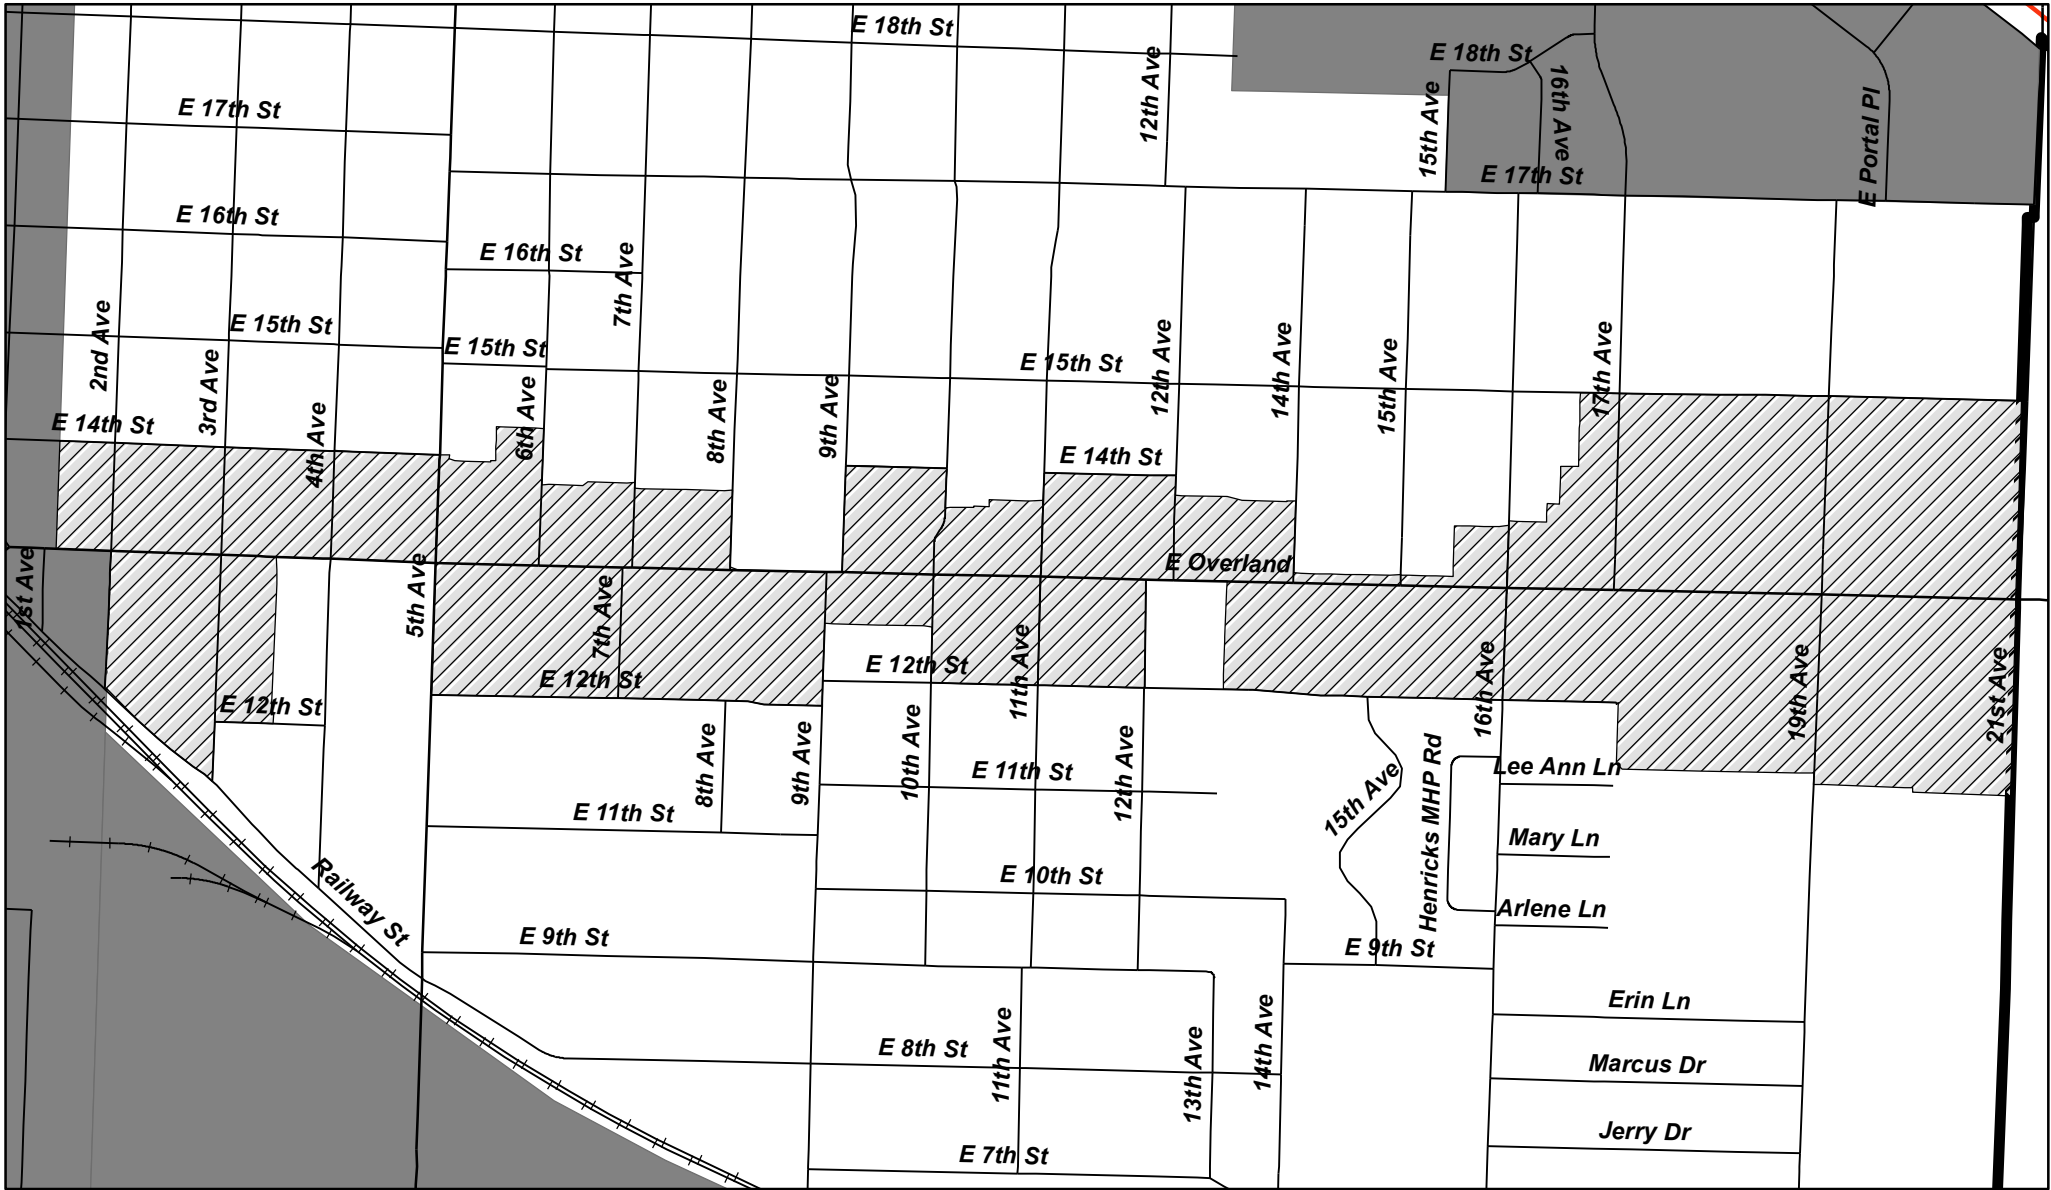 E 18th St
E 18th St
12th Ave
16th Ave
15th Ave
E Portal Pl
E 17th St
E 17th St
E 16th St
E 16th St
7th Ave
2nd Ave
E 15th St
E 15th St
E 15th St
3rd Ave
4th Ave
6th Ave
8th Ave
9th Ave
12th Ave
14th Ave
15th Ave
17th Ave
E 14th St
E 14th St
E Overland
1st Ave
5th Ave
7th Ave
11th Ave
E 12th St
E 12th St
E 12th St
16th Ave
19th Ave
21st Ave
8th Ave
9th Ave
10th Ave
12th Ave
E 11th St
E 11th St
15th Ave
Henricks MHP Rd
Lee Ann Ln
Mary Ln
Arlene Ln
E 10th St
Railway St
E 9th St
E 9th St
Erin Ln
11th Ave
13th Ave
14th Ave
E 8th St
Marcus Dr
Jerry Dr
E 7th St